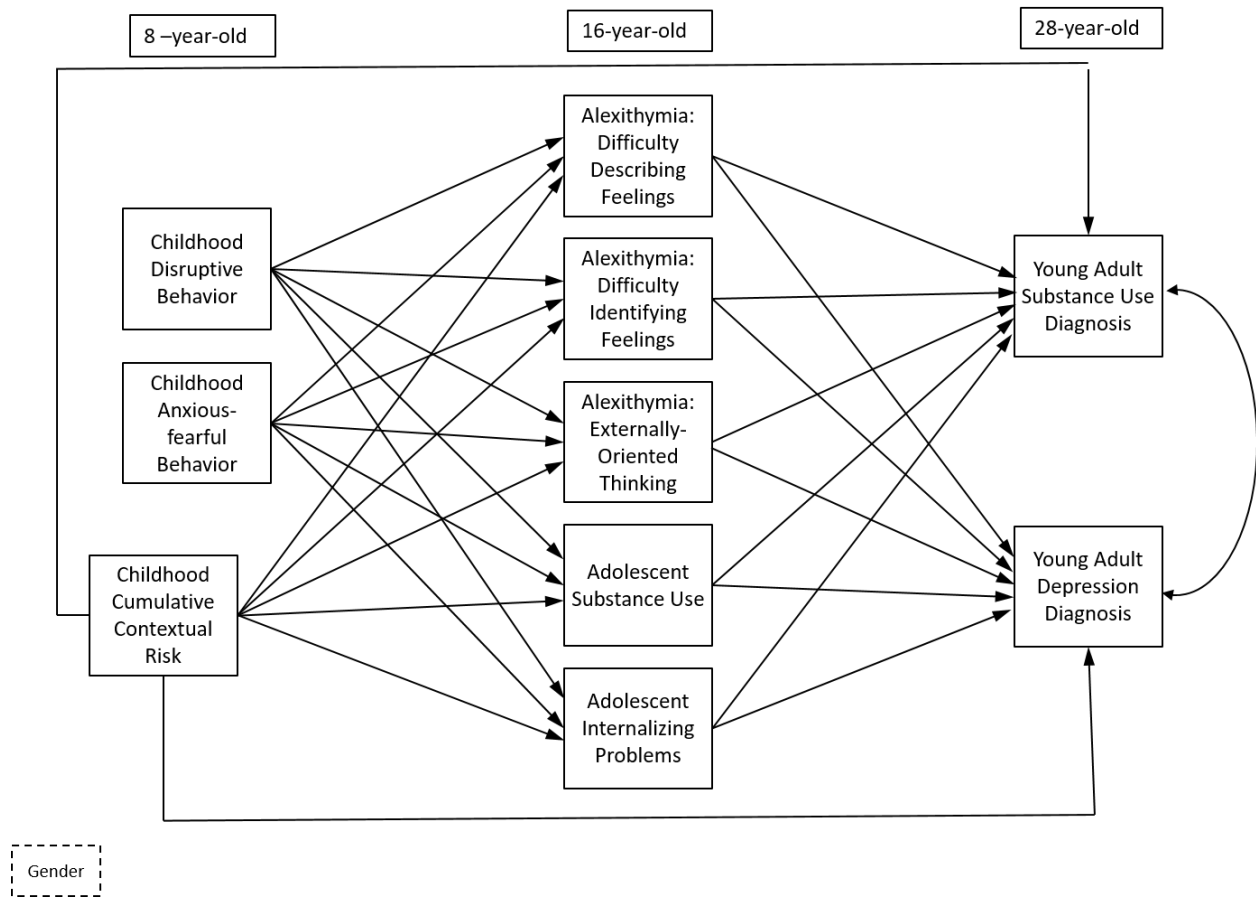 8 –year-old
16-year-old
28-year-old
Alexithymia:
Difficulty
Describing
Feelings
Childhood
Disruptive
Behavior
Alexithymia:
Difficulty
Identifying
Feelings
Young Adult
Substance Use
Diagnosis
Childhood
Anxious-
fearful
Behavior
Alexithymia:
Externally-
Oriented
Thinking
Childhood
Cumulative
Contextual
Risk
Adolescent
Substance Use
Young Adult
Depression
Diagnosis
Adolescent
Internalizing
Problems
Gender